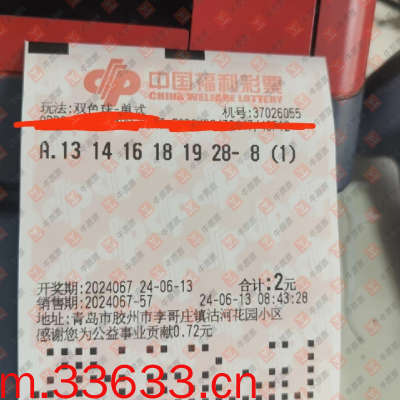 中国福利彩票
CHINA WELFARE LOTTERY
玩法:双色球-单式 机号:37026055
A.13 14 16 18 19 28- 8 (1)
开奖期:2024067 24-06-13 合计:2元
销售期:2024067-57 24-06-13 08:43:28
地址:青岛市胶州市李哥庄镇沽河花园小区
感谢您为公益事业贡献0.72元
m.33633.cn